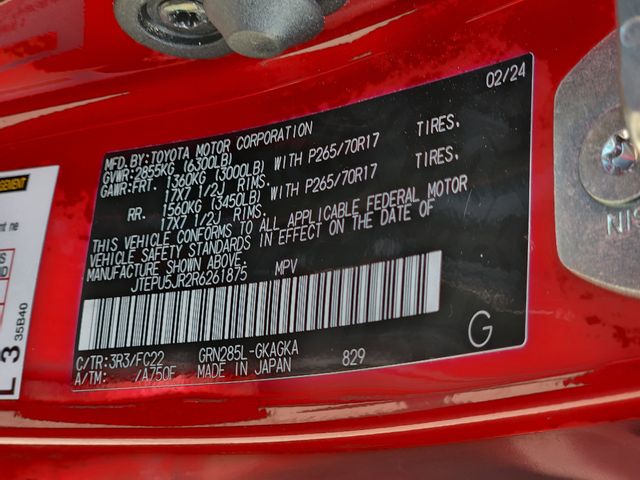 02/24
MFD. BY: TOYOTA MOTOR CORPORATION
GVWR: 2855KG (6300LB)
GAWR: FRT. 1360KG (3000LB) WITH P265/70R17 TIRES.
17X7 1/2J RIMS.
RR. 1560KG (3450LB) WITH P265/70R17 TIRES.
17X7 1/2J RIMS.
THIS VEHICLE CONFORMS TO ALL APPLICABLE FEDERAL MOTOR
VEHICLE SAFETY STANDARDS IN EFFECT ON THE DATE OF
MANUFACTURE SHOWN ABOVE.
JTEPU5JR2R6261875 MPV
C/TR: 3R3/FC22 GRN285L-GKAGKA 829
A/TM: /A750F MADE IN JAPAN
G
35B40
L 3